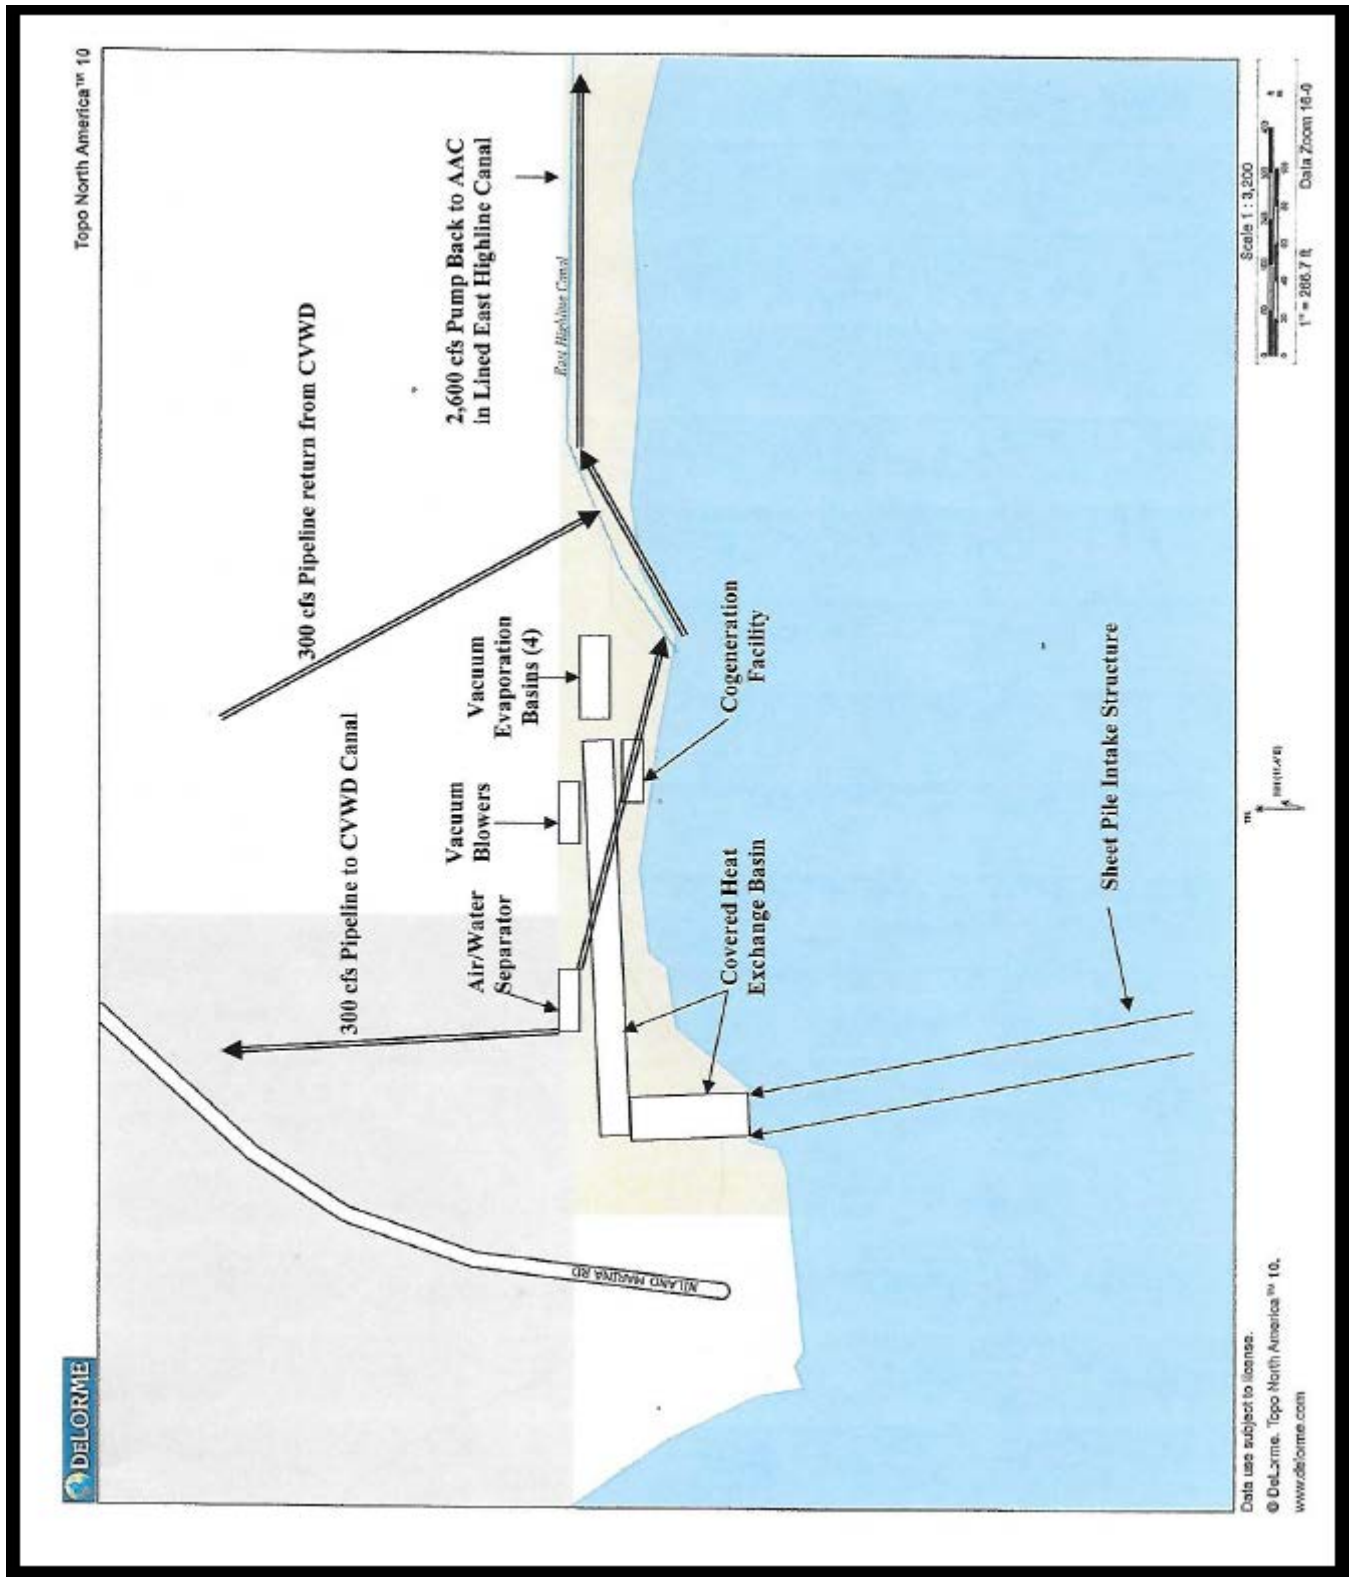 DELORME
Topo North America™ 10
300 cfs Pipeline return from CVWD
300 cfs Pipeline to CVWD Canal
2,600 cfs Pump Back to AAC
in Lined East Highline Canal
East Highline Canal
Vacuum
Evaporation
Basins (4)
Vacuum
Blowers
Air/Water
Separator
Cogeneration
Facility
Covered Heat
Exchange Basin
Sheet Pile Intake Structure
NILAND MARINA RD
Data use subject to license.
© DeLorme. Topo North America™ 10.
www.delorme.com
TN
Scale 1 : 3,200
1" = 266.7 ft
Data Zoom 16-0